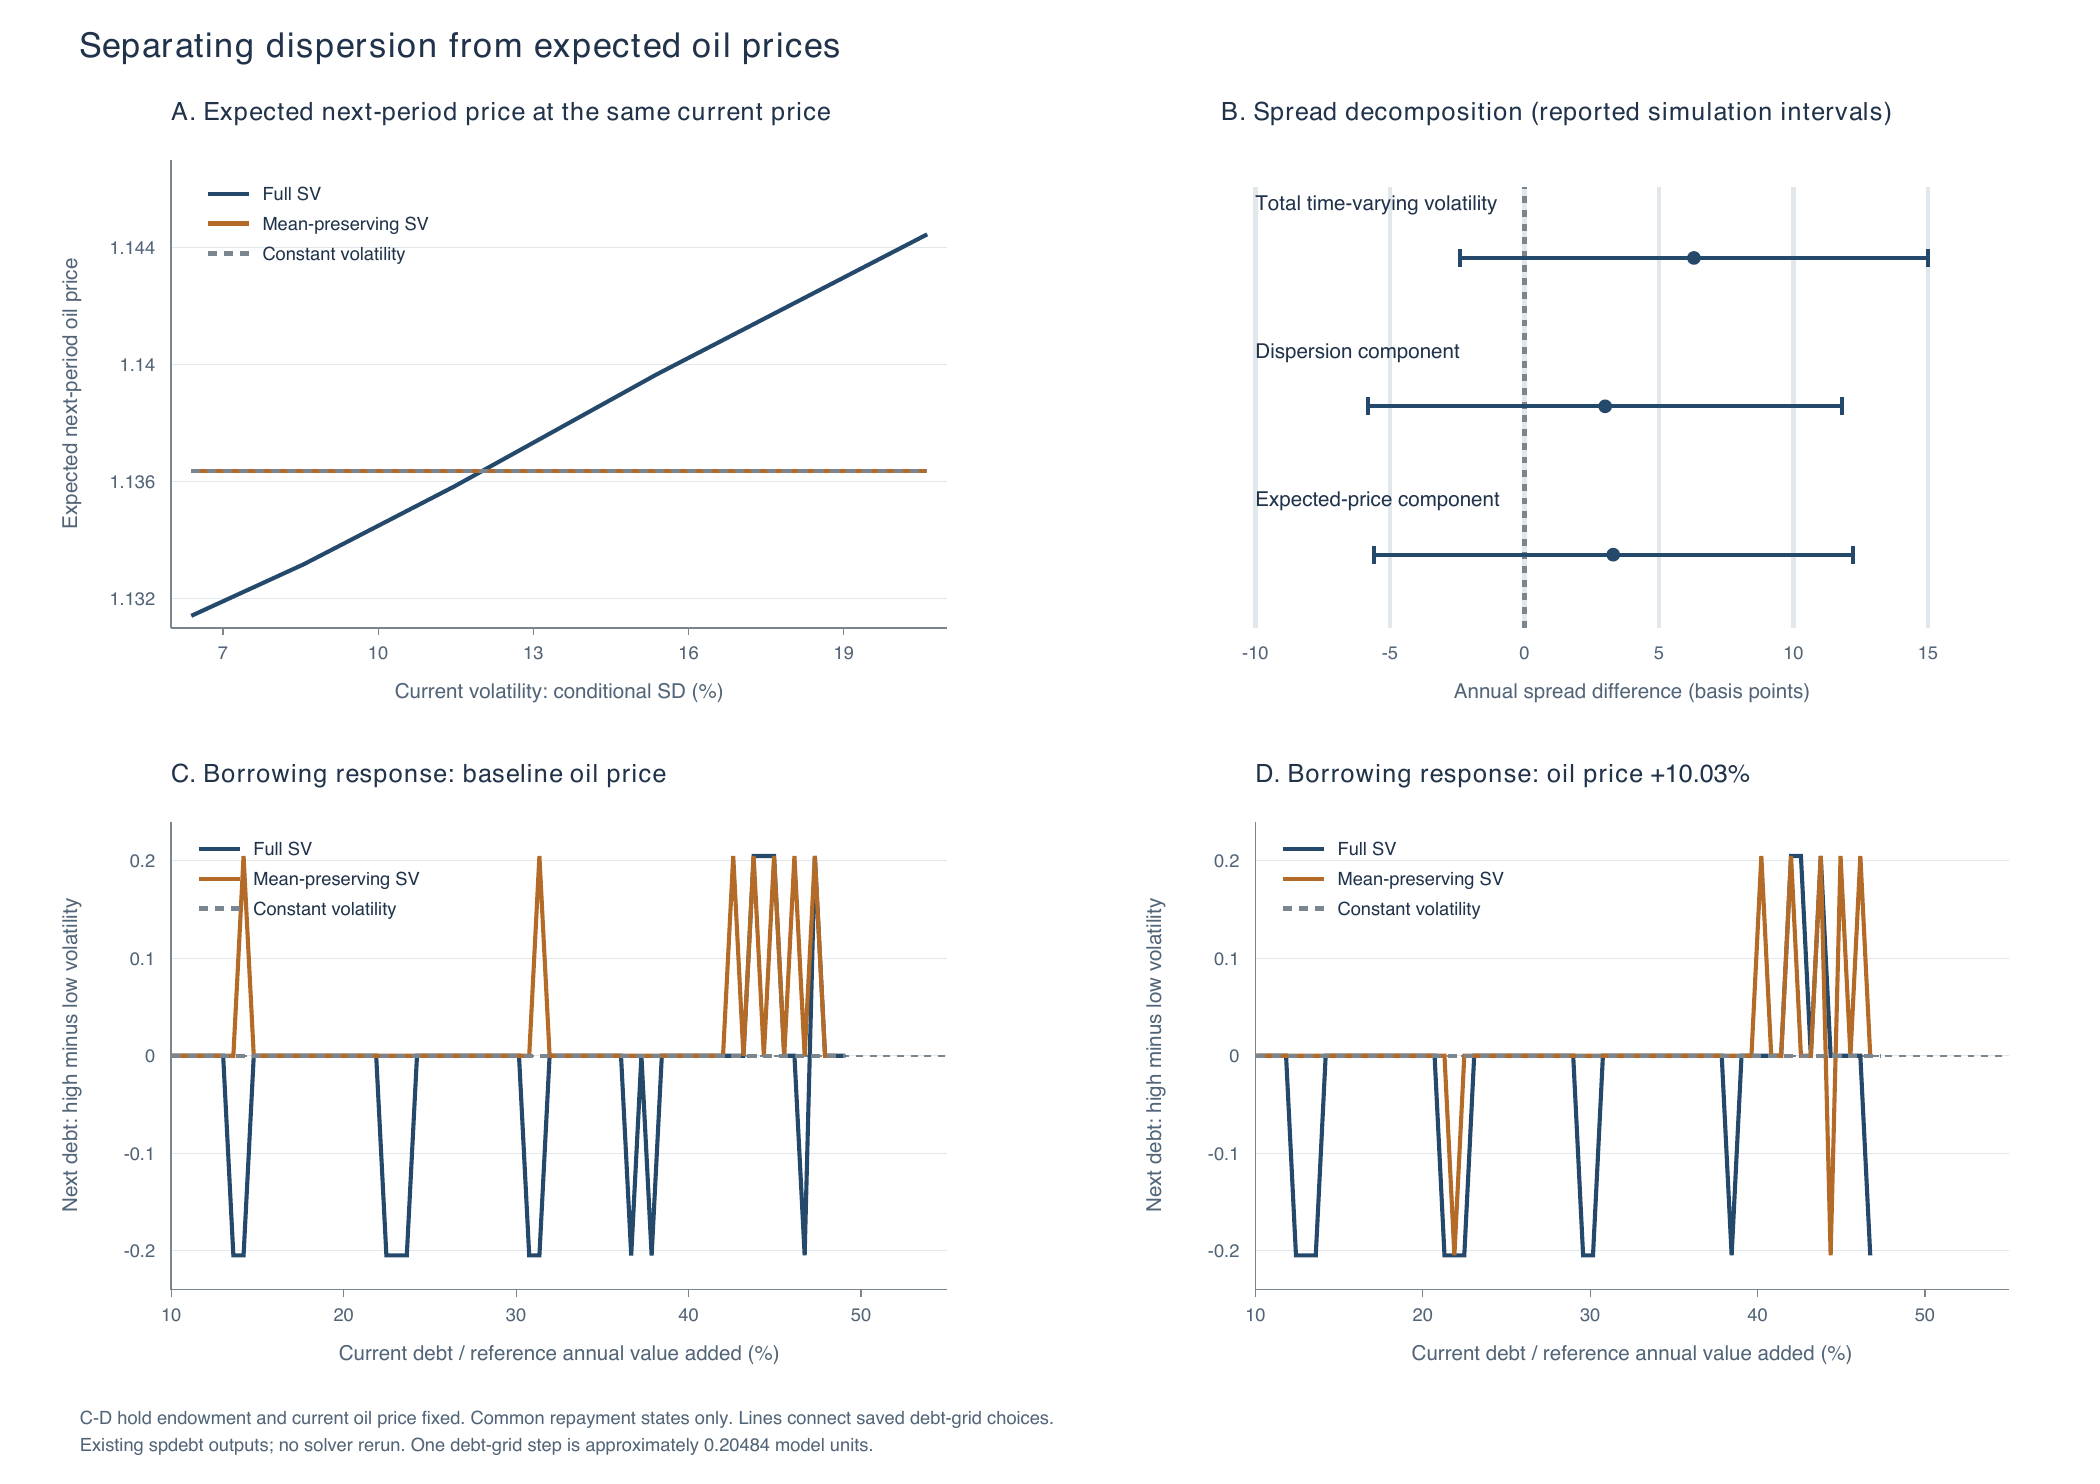 Separating dispersion from expected oil prices
A. Expected next-period price at the same current price
Full SV
Mean-preserving SV
Constant volatility
Expected next-period oil price
1.144
1.14
1.136
1.132
7
10
13
16
19
Current volatility: conditional SD (%)
B. Spread decomposition (reported simulation intervals)
Total time-varying volatility
Dispersion component
Expected-price component
-10
-5
0
5
10
15
Annual spread difference (basis points)
C. Borrowing response: baseline oil price
Full SV
Mean-preserving SV
Constant volatility
Next debt: high minus low volatility
0.2
0.1
0
-0.1
-0.2
10
20
30
40
50
Current debt / reference annual value added (%)
D. Borrowing response: oil price +10.03%
Full SV
Mean-preserving SV
Constant volatility
Next debt: high minus low volatility
0.2
0.1
0
-0.1
-0.2
10
20
30
40
50
Current debt / reference annual value added (%)
C-D hold endowment and current oil price fixed. Common repayment states only. Lines connect saved debt-grid choices.
Existing spdebt outputs; no solver rerun. One debt-grid step is approximately 0.20484 model units.